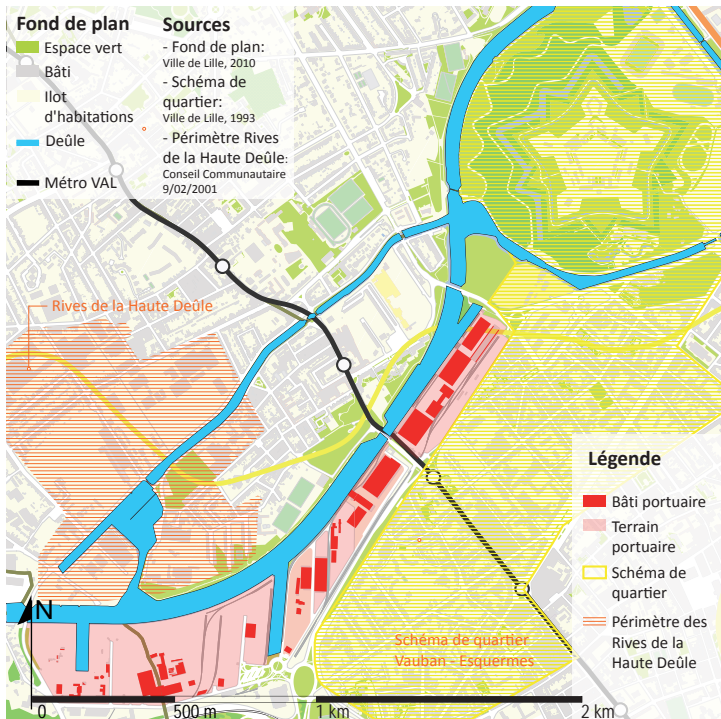 Fond de plan
Espace vert
Bâti
Ilot
d'habitations
Deûle
Métro VAL
Sources
- Fond de plan:
Ville de Lille, 2010
- Schéma de
quartier:
Ville de Lille, 1993
- Périmètre Rives
de la Haute Deûle:
Conseil Communautaire
9/02/2001
Rives de la Haute Deûle
Légende
Bâti portuaire
Terrain
portuaire
Schéma de
quartier
Périmètre des
Rives de la
Haute Deûle
Schéma de quartier
Vauban - Esquermes
N
0
500 m
1 km
2 km